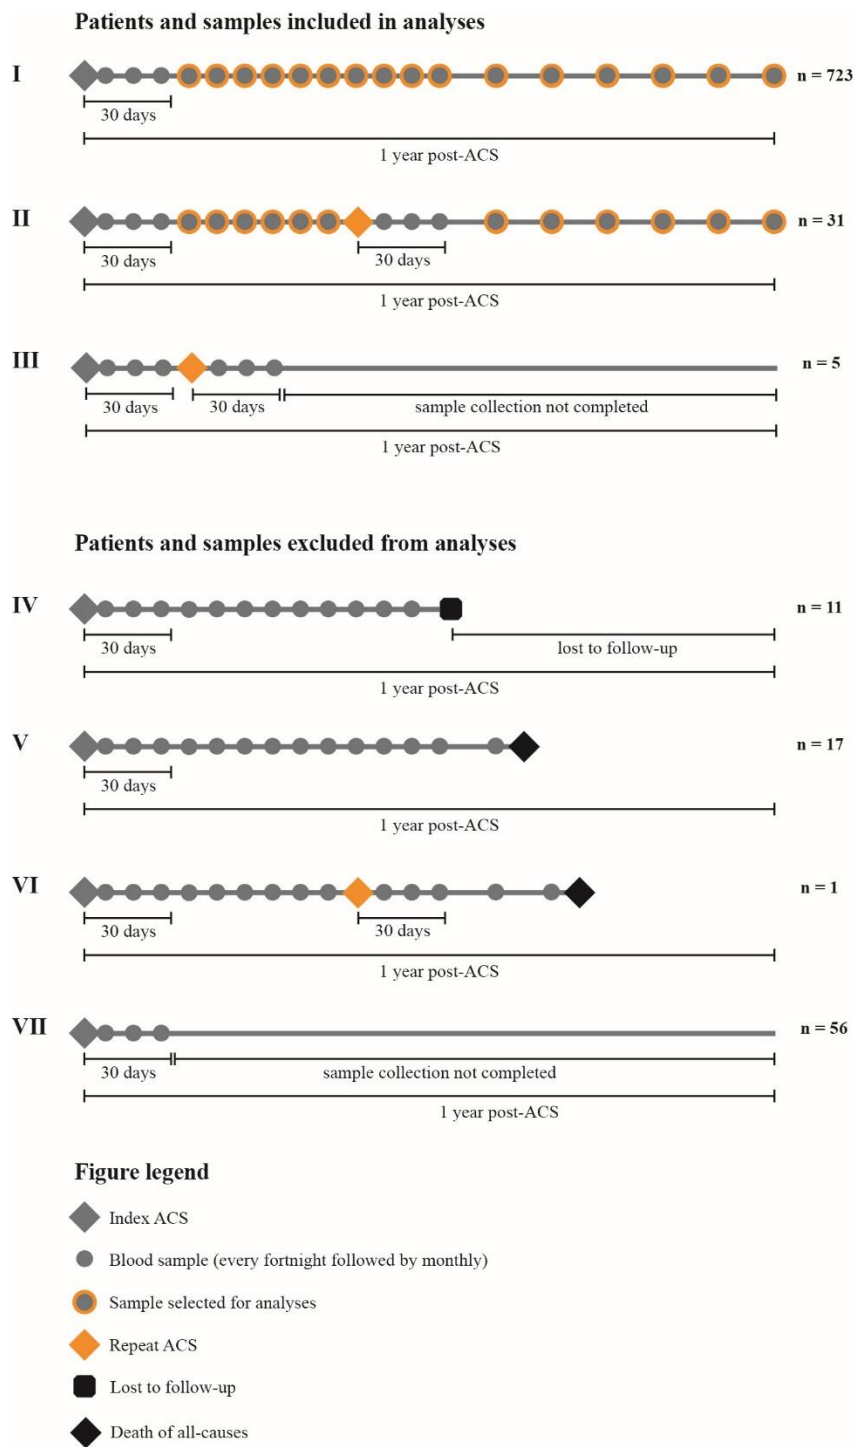 Patients and samples included in analyses
I
n = 723
30 days
1 year post-ACS
II
n = 31
30 days
30 days
1 year post-ACS
III
n = 5
30 days
30 days
sample collection not completed
1 year post-ACS
Patients and samples excluded from analyses
IV
n = 11
30 days
lost to follow-up
1 year post-ACS
V
n = 17
30 days
1 year post-ACS
VI
n = 1
30 days
30 days
1 year post-ACS
VII
n = 56
30 days
sample collection not completed
1 year post-ACS
Figure legend
Index ACS
Blood sample (every fortnight followed by monthly)
Sample selected for analyses
Repeat ACS
Lost to follow-up
Death of all-causes